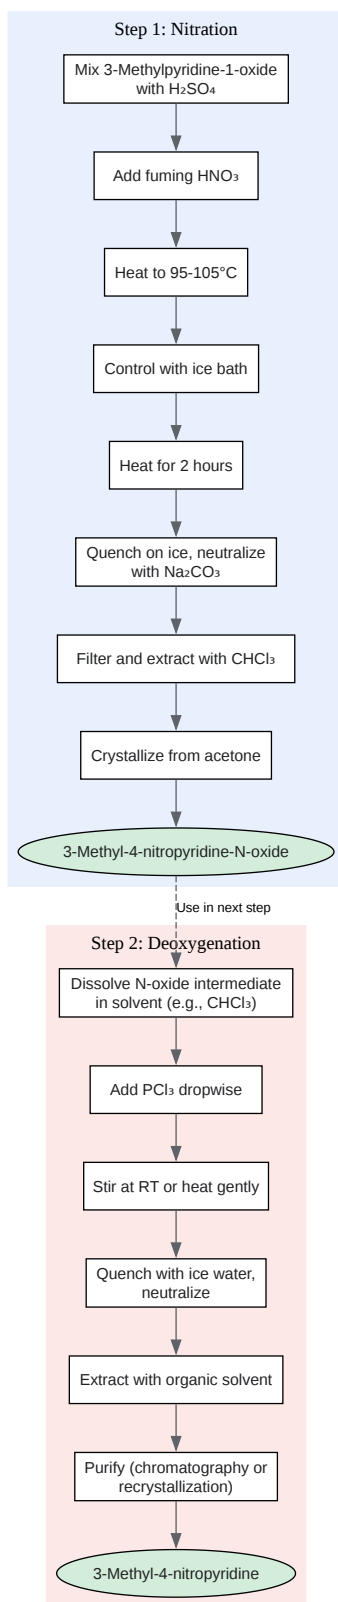 Step 1: Nitration
Mix 3-Methylpyridine-1-oxide
with H₂SO₄
Add fuming HNO₃
Heat to 95-105°C
Control with ice bath
Heat for 2 hours
Quench on ice, neutralize
with Na₂CO₃
Filter and extract with CHCl₃
Crystallize from acetone
3-Methyl-4-nitropyridine-N-oxide
Use in next step
Step 2: Deoxygenation
Dissolve N-oxide intermediate
in solvent (e.g., CHCl₃)
Add PCl₃ dropwise
Stir at RT or heat gently
Quench with ice water,
neutralize
Extract with organic solvent
Purify (chromatography or
recrystallization)
3-Methyl-4-nitropyridine